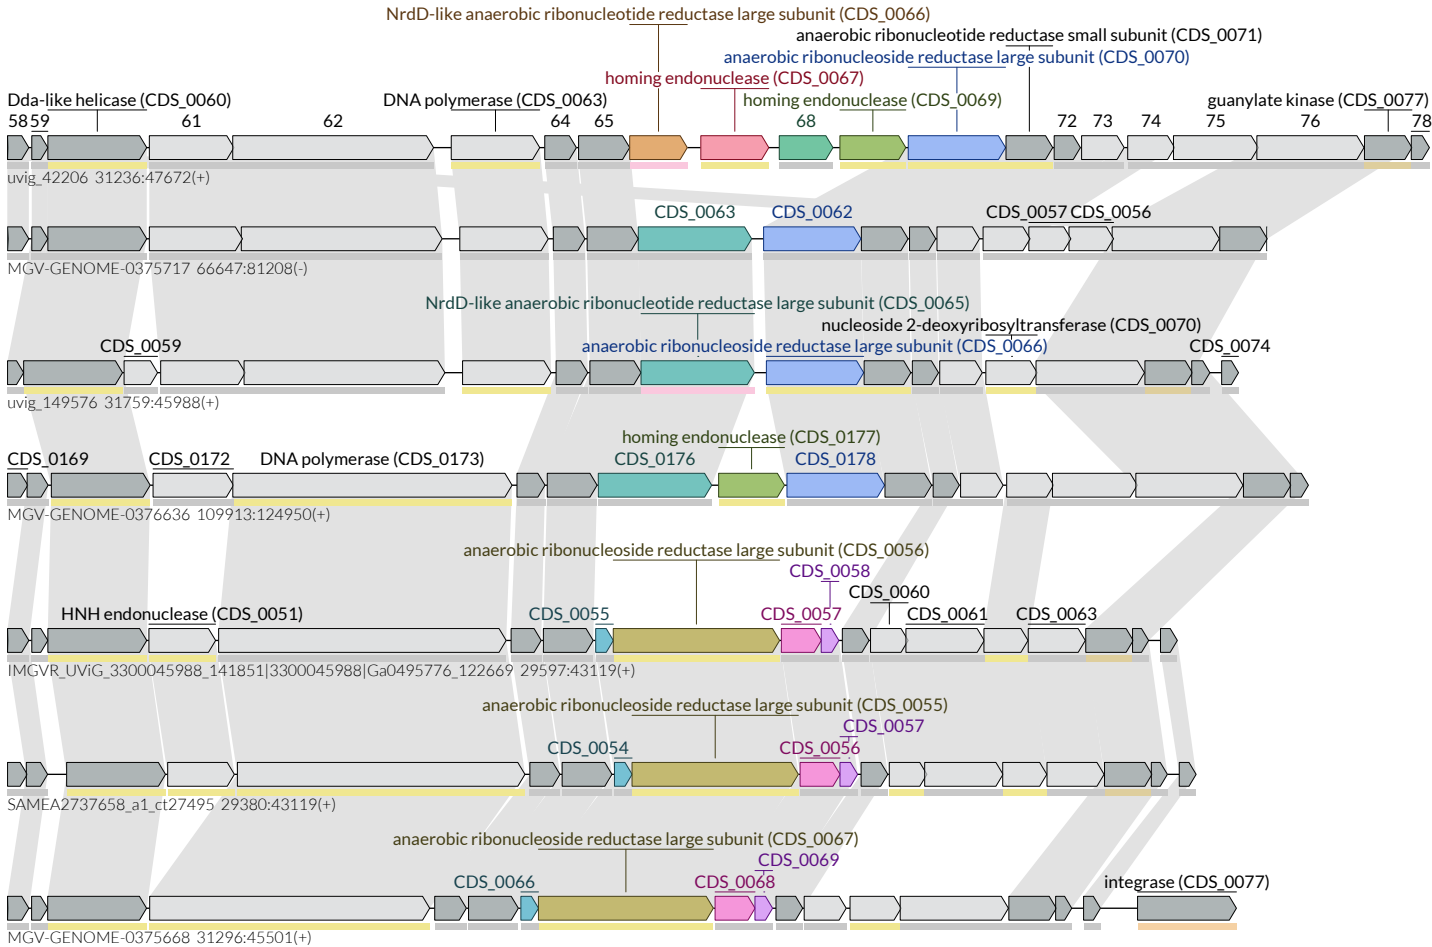 NrdD-like anaerobic ribonucleotide reductase large subunit (CDS_0066)
anaerobic ribonucleotide reductase small subunit (CDS_0071)
anaerobic ribonucleoside reductase large subunit (CDS_0070)
homing endonuclease (CDS_0067)
Dda-like helicase (CDS_0060) DNA polymerase (CDS_0063) homing endonuclease (CDS_0069) guanylate kinase (CDS_0077)
58 59 61 62 64 65 68 72 73 74 75 76 78
uvig_42206 31236:47672(+)
CDS_0063 CDS_0062 CDS_0057 CDS_0056
MGV-GENOME-0375717 66647:81208(-)
NrdD-like anaerobic ribonucleotide reductase large subunit (CDS_0065)
nucleoside 2-deoxyribosyltransferase (CDS_0070)
CDS_0059 anaerobic ribonucleoside reductase large subunit (CDS_0066) CDS_0074
uvig_149576 31759:45988(+)
homing endonuclease (CDS_0177)
CDS_0169 CDS_0172 DNA polymerase (CDS_0173) CDS_0176 CDS_0178
MGV-GENOME-0376636 109913:124950(+)
anaerobic ribonucleoside reductase large subunit (CDS_0056)
CDS_0058
CDS_0060
HNH endonuclease (CDS_0051) CDS_0055 CDS_0057 CDS_0061 CDS_0063
IMGVR_UViG_3300045988_141851|3300045988|Ga0495776_122669 29597:43119(+)
anaerobic ribonucleoside reductase large subunit (CDS_0055)
CDS_0057
CDS_0054 CDS_0056
SAMEA2737658_a1_ct27495 29380:43119(+)
anaerobic ribonucleoside reductase large subunit (CDS_0067)
CDS_0069
CDS_0066 CDS_0068 integrase (CDS_0077)
MGV-GENOME-0375668 31296:45501(+)